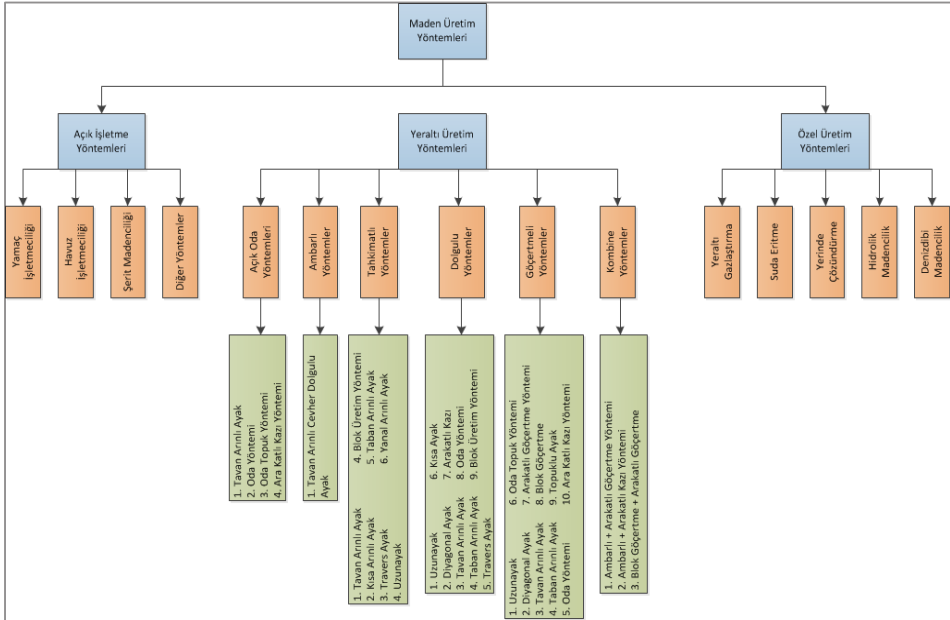 Maden Üretim
Yöntemleri
Açık İşletme
Yöntemleri
Yeraltı Üretim
Yöntemleri
Özel Üretim
Yöntemleri
Yamaç
İşletmeciliği
Havuz
İşletmeciliği
Şerit Madenciliği
Diğer Yöntemler
Açık Oda
Yöntemleri
Ambarlı
Yöntemler
Tahkimatlı
Yöntemler
Dolgulu
Yöntemler
Göçertmeli
Yöntemler
Kombine
Yöntemler
Yeraltı
Gazlaştırma
Suda Eritme
Yerinde
Çözündürme
Hidrolik
Madencilik
Denizdibi
Madencilik
1. Tavan Arınlı Ayak
2. Oda Yöntemi
3. Oda Topuk Yöntemi
4. Ara Katlı Kazı Yöntemi
1. Tavan Arınlı Cevher Dolgulu
Ayak
1. Tavan Arınlı Ayak
2. Kısa Arınlı Ayak
3. Travers Ayak
4. Uzunayak
4. Blok Üretim Yöntemi
5. Taban Arınlı Ayak
6. Yanal Arınlı Ayak
1. Uzunayak
2. Diyagonal Ayak
3. Tavan Arınlı Ayak
4. Taban Arınlı Ayak
5. Travers Ayak
6. Kısa Ayak
7. Arakatlı Kazı
8. Oda Yöntemi
9. Blok Üretim Yöntemi
1. Uzunayak
2. Diyagonal Ayak
3. Tavan Arınlı Ayak
4. Taban Arınlı Ayak
5. Oda Yöntemi
6. Oda Topuk Yöntemi
7. Arakatlı Göçertme Yöntemi
8. Blok Göçertme
9. Topuklu Ayak
10. Ara Katlı Kazı Yöntemi
1. Ambarlı + Arakatlı Göçertme Yöntemi
2. Ambarlı + Arakatlı Kazı Yöntemi
3. Blok Göçertme + Arakatlı Göçertme